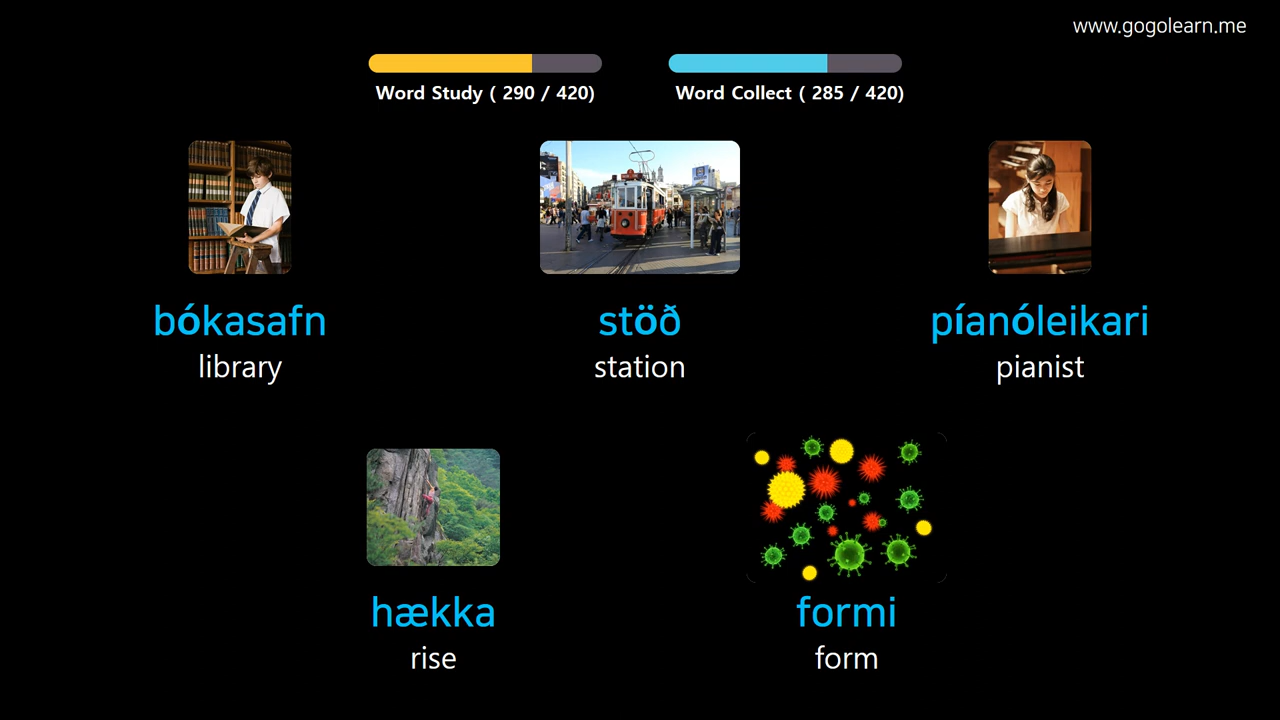 www.gogolearn.me
Word Study ( 290 / 420)
Word Collect ( 285 / 420)
bókasafn
library
stöð
station
píanóleikari
pianist
hækka
rise
formi
form